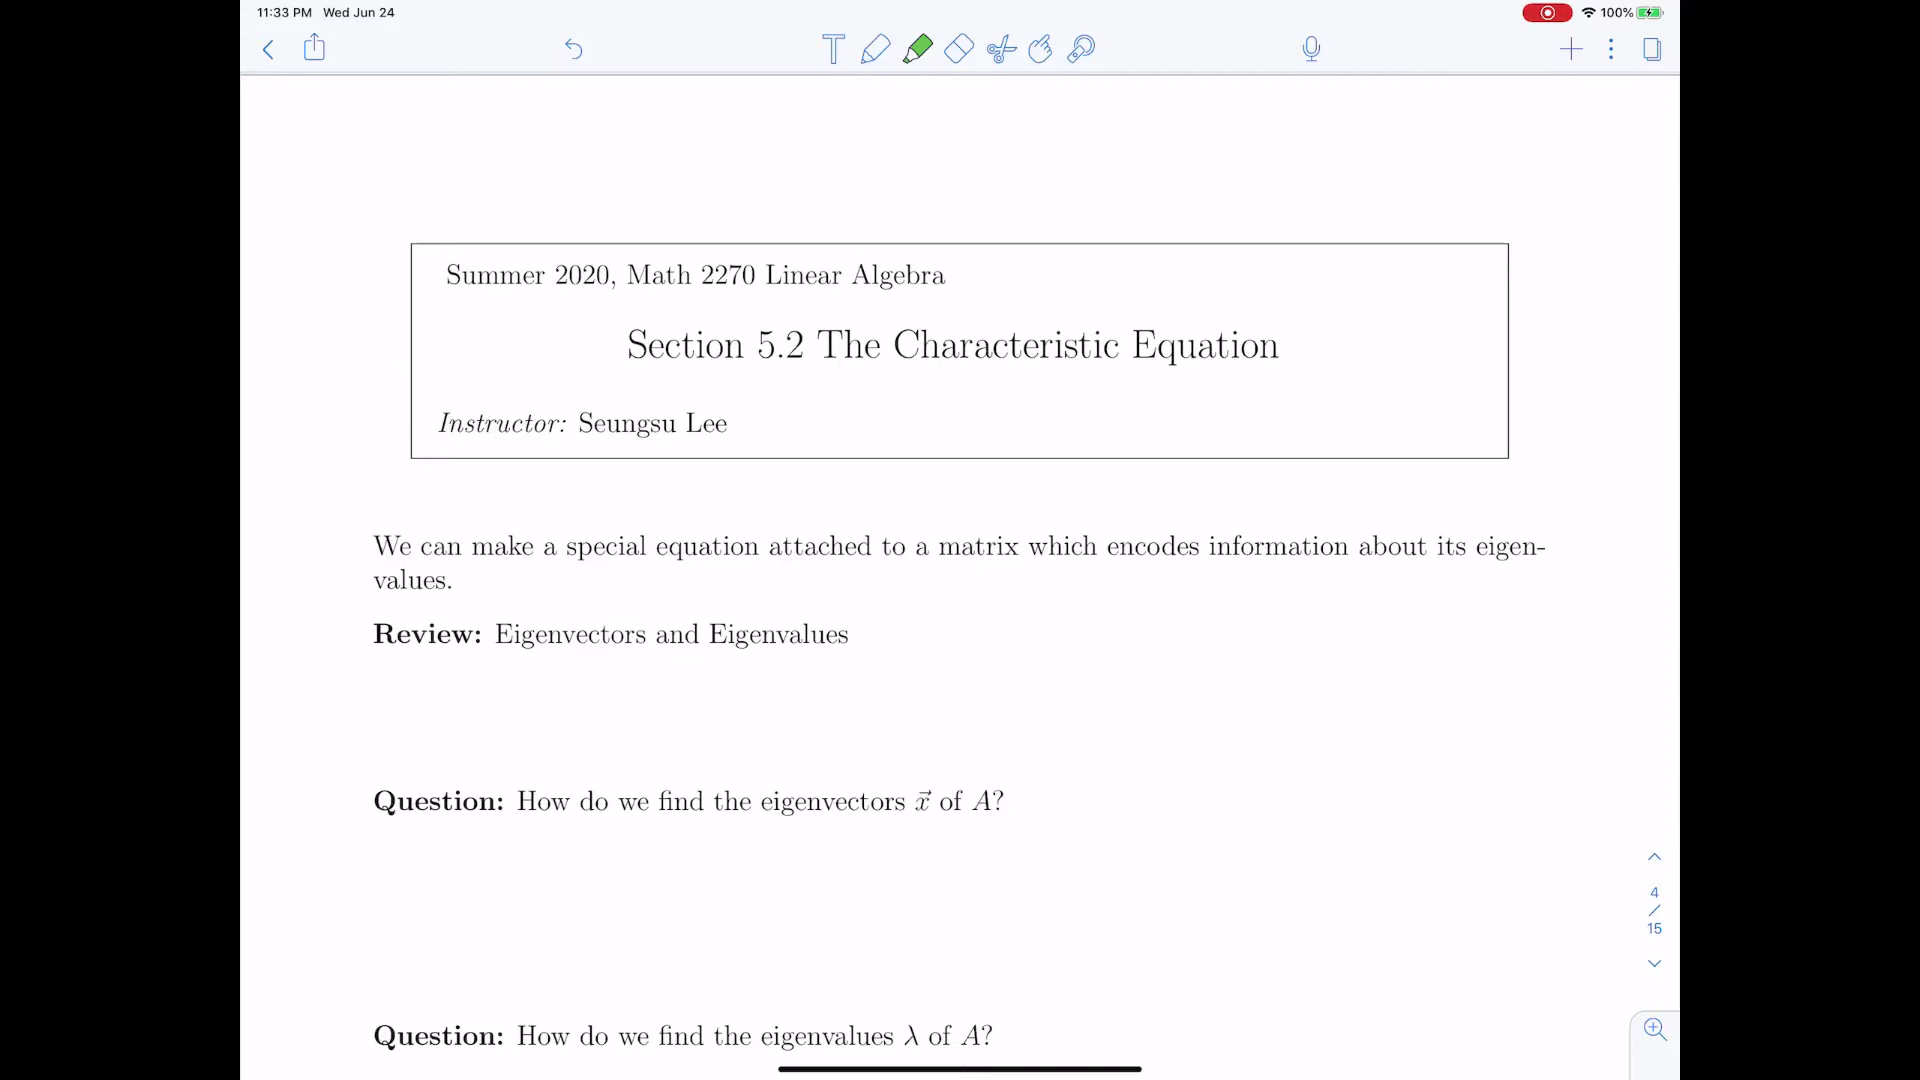 11:33 PM Wed Jun 24
100%
Summer 2020, Math 2270 Linear Algebra
Section 5.2 The Characteristic Equation
Instructor: Seungsu Lee
We can make a special equation attached to a matrix which encodes information about its eigen-
values.
Review: Eigenvectors and Eigenvalues
Question: How do we find the eigenvectors x⃗ of A?
4
/
15
Question: How do we find the eigenvalues λ of A?